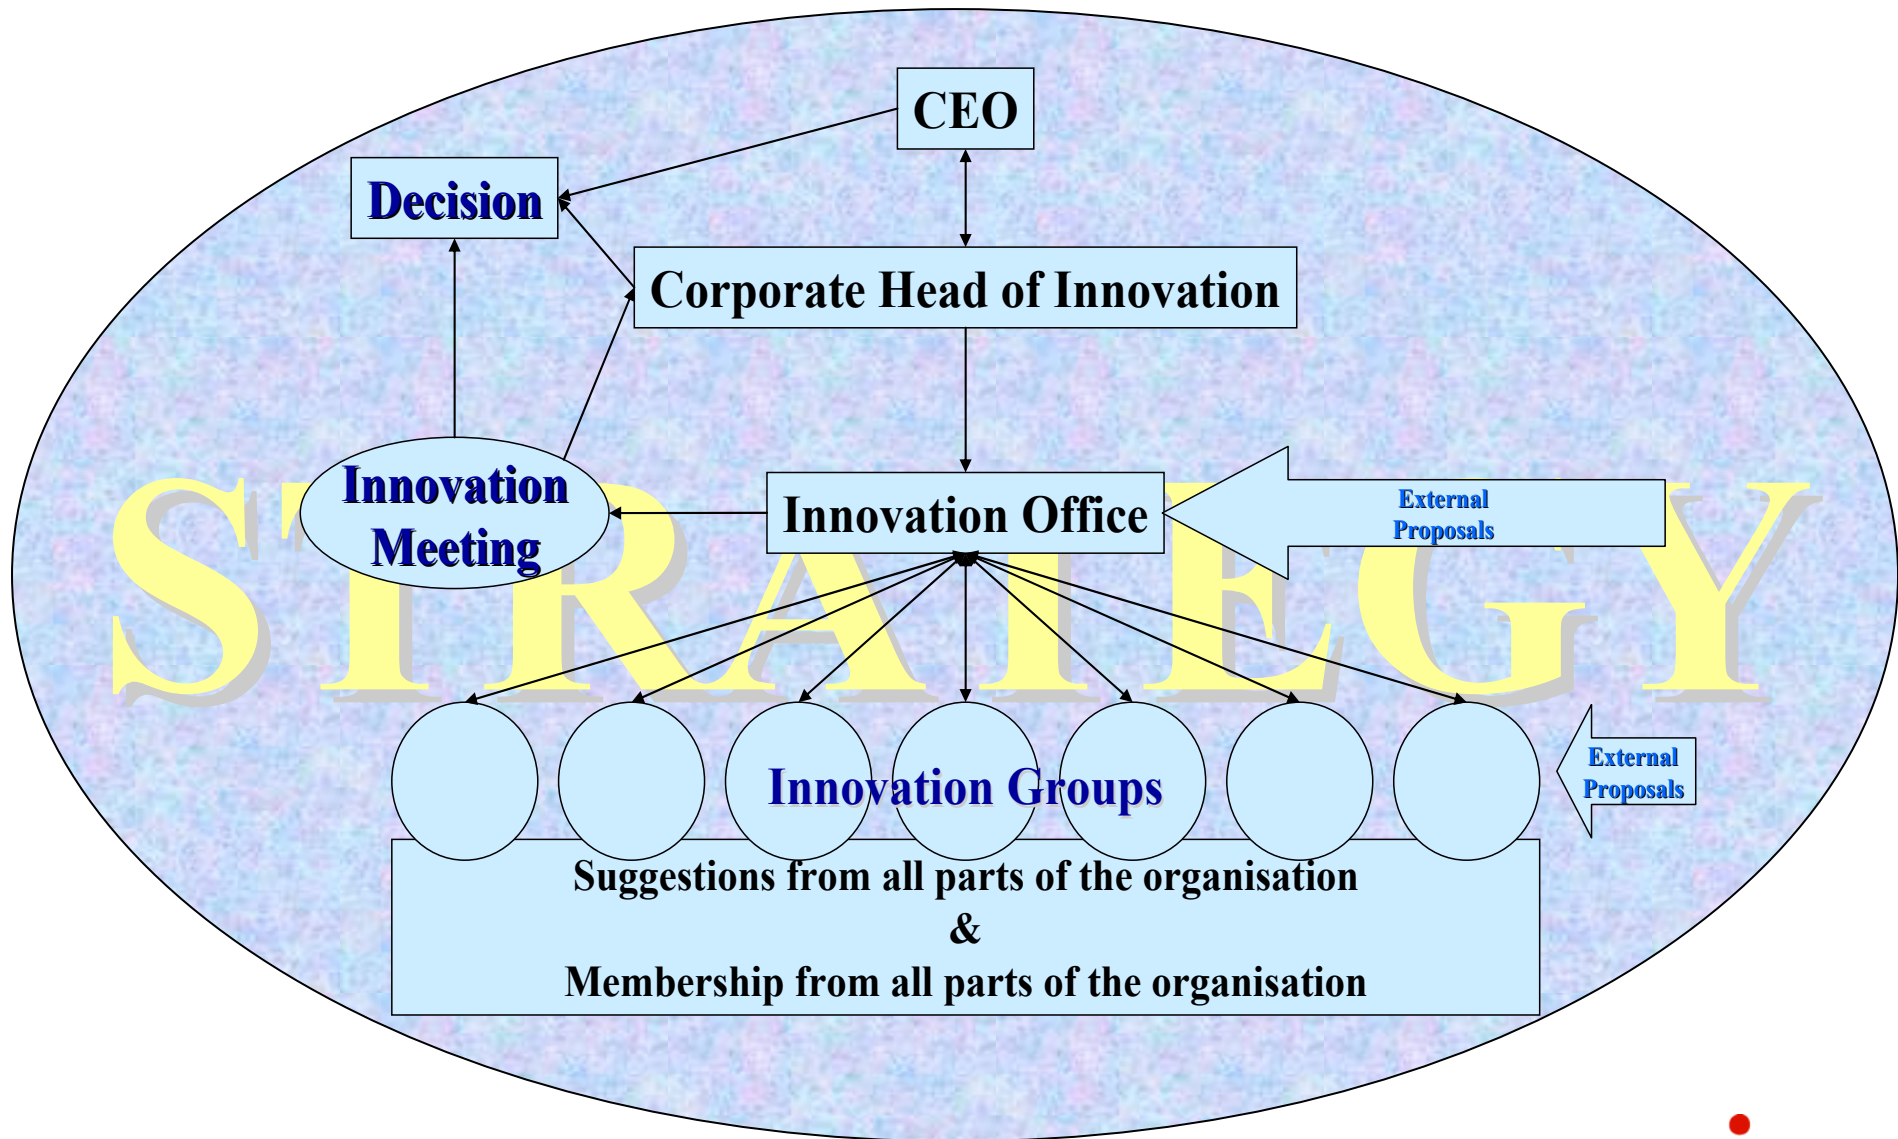 CEO
Decision
Corporate Head of Innovation
STRATEGY
Innovation
Meeting
Innovation Office
External
Proposals
Innovation Groups
External
Proposals
Suggestions from all parts of the organisation
&
Membership from all parts of the organisation